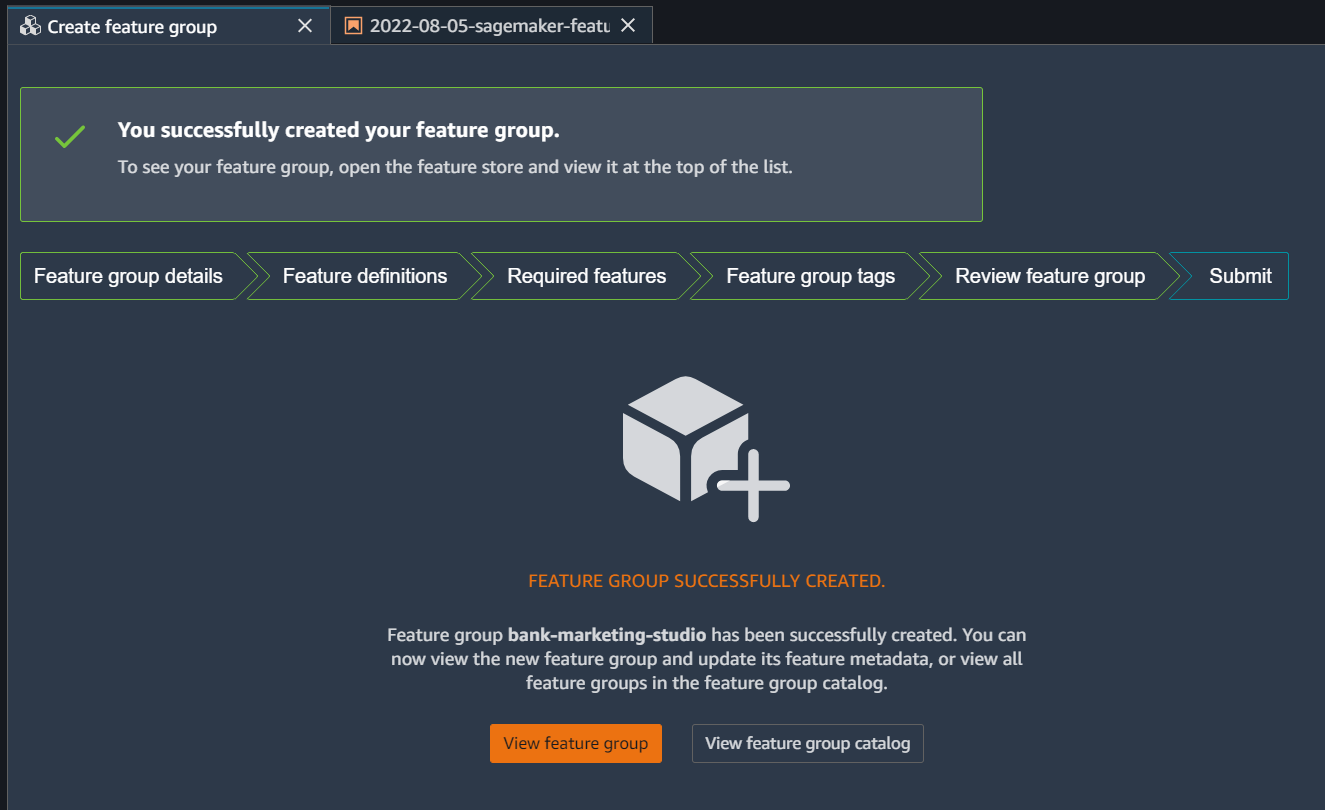 Create feature group
2022-08-05-sagemaker-featu
You successfully created your feature group.
To see your feature group, open the feature store and view it at the top of the list.
Feature group details
Feature definitions
Required features
Feature group tags
Review feature group
Submit
FEATURE GROUP SUCCESSFULLY CREATED.
Feature group bank-marketing-studio has been successfully created. You can
now view the new feature group and update its feature metadata, or view all
feature groups in the feature group catalog.
View feature group
View feature group catalog